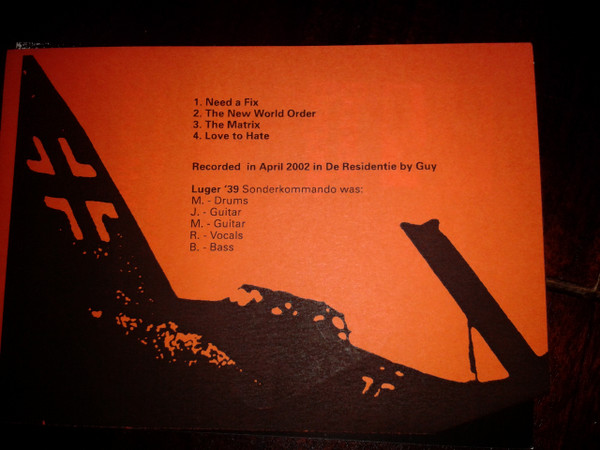 1. Need a Fix
2. The New World Order
3. The Matrix
4. Love to Hate
Recorded in April 2002 in De Residentie by Guy
Luger '39 Sonderkommando was:
M. - Drums
J. - Guitar
M. - Guitar
R. - Vocals
B. - Bass